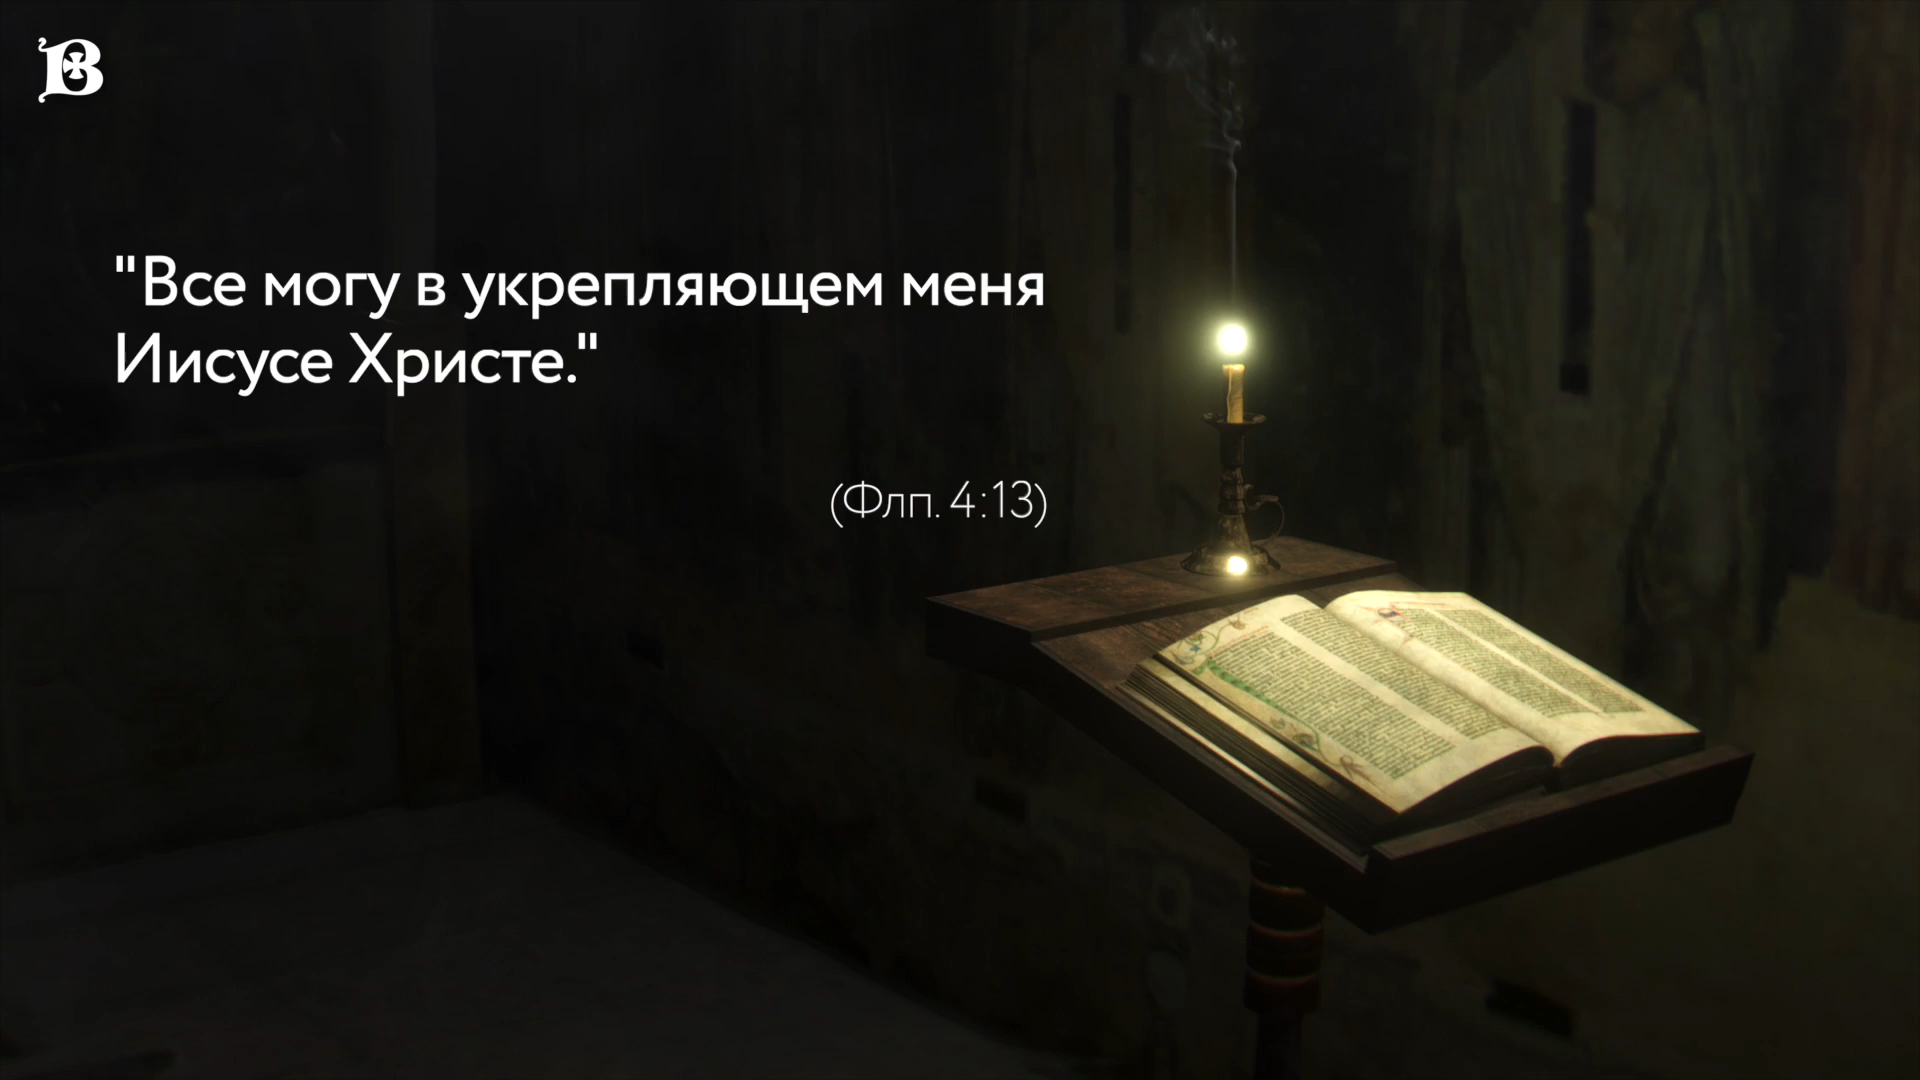 "Все могу в укрепляющем меня
Иисусе Христе."
(Флп. 4:13)